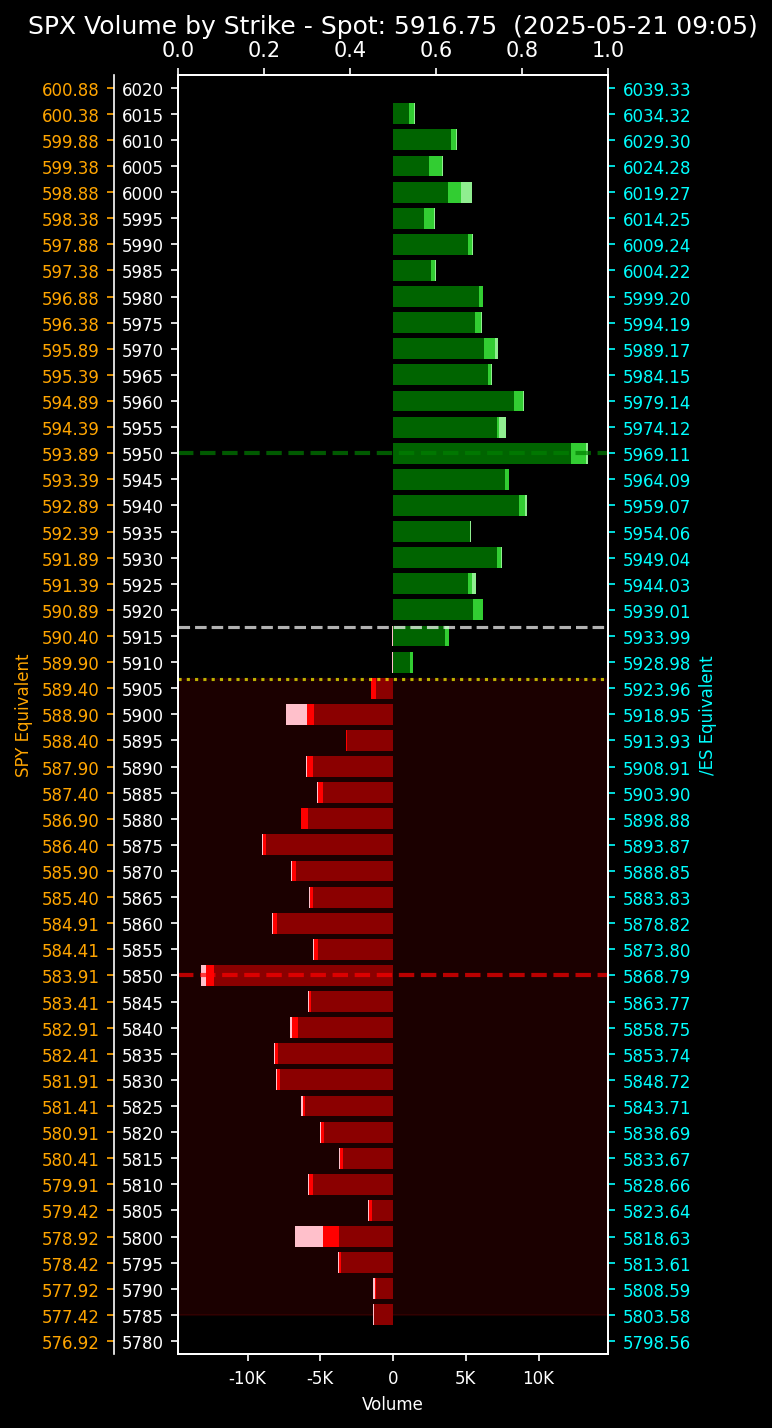 SPX Volume by Strike - Spot: 5916.75 (2025-05-21 09:05)
0.0 0.2 0.4 0.6 0.8 1.0
600.88 6020 6039.33
600.38 6015 6034.32
599.88 6010 6029.30
599.38 6005 6024.28
598.88 6000 6019.27
598.38 5995 6014.25
597.88 5990 6009.24
597.38 5985 6004.22
596.88 5980 5999.20
596.38 5975 5994.19
595.89 5970 5989.17
595.39 5965 5984.15
594.89 5960 5979.14
594.39 5955 5974.12
593.89 5950 5969.11
593.39 5945 5964.09
592.89 5940 5959.07
592.39 5935 5954.06
591.89 5930 5949.04
591.39 5925 5944.03
590.89 5920 5939.01
590.40 5915 5933.99
589.90 5910 5928.98
589.40 5905 5923.96
588.90 5900 5918.95
588.40 5895 5913.93
587.90 5890 5908.91
587.40 5885 5903.90
586.90 5880 5898.88
586.40 5875 5893.87
585.90 5870 5888.85
585.40 5865 5883.83
584.91 5860 5878.82
584.41 5855 5873.80
583.91 5850 5868.79
583.41 5845 5863.77
582.91 5840 5858.75
582.41 5835 5853.74
581.91 5830 5848.72
581.41 5825 5843.71
580.91 5820 5838.69
580.41 5815 5833.67
579.91 5810 5828.66
579.42 5805 5823.64
578.92 5800 5818.63
578.42 5795 5813.61
577.92 5790 5808.59
577.42 5785 5803.58
576.92 5780 5798.56
SPY Equivalent
/ES Equivalent
-10K -5K 0 5K 10K
Volume